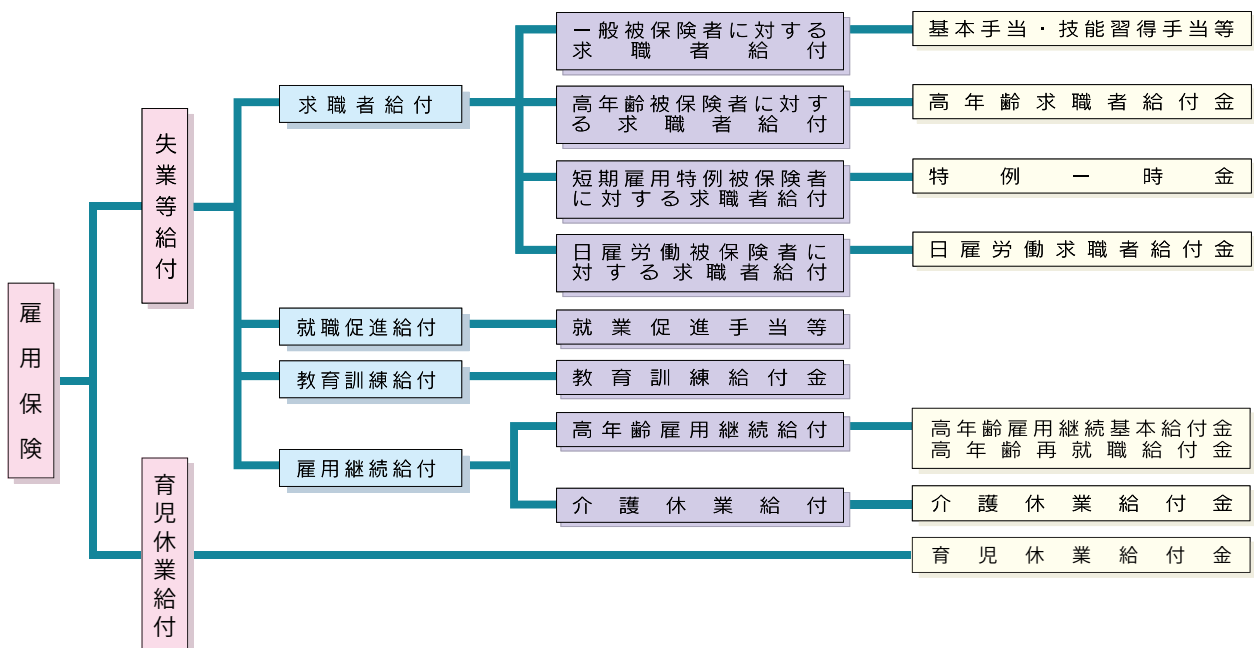 雇用保険
失業等給付
求職者給付
一般被保険者に対する
求職者給付
基本手当・技能習得手当等
高年齢被保険者に対す
る求職者給付
高年齢求職者給付金
短期雇用特例被保険者
に対する求職者給付
特例一時金
日雇労働被保険者に
対する求職者給付
日雇労働求職者給付金
就職促進給付
就業促進手当等
教育訓練給付
教育訓練給付金
雇用継続給付
高年齢雇用継続給付
高年齢雇用継続基本給付金
高年齢再就職給付金
介護休業給付
介護休業給付金
育児休業給付
育児休業給付金